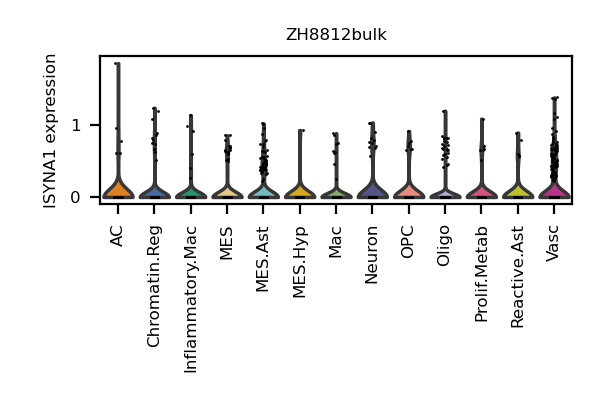 ZH8812bulk
ISYNA1 expression
1
0
AC
Chromatin.Reg
Inflammatory.Mac
MES
MES.Ast
MES.Hyp
Mac
Neuron
OPC
Oligo
Prolif.Metab
Reactive.Ast
Vasc